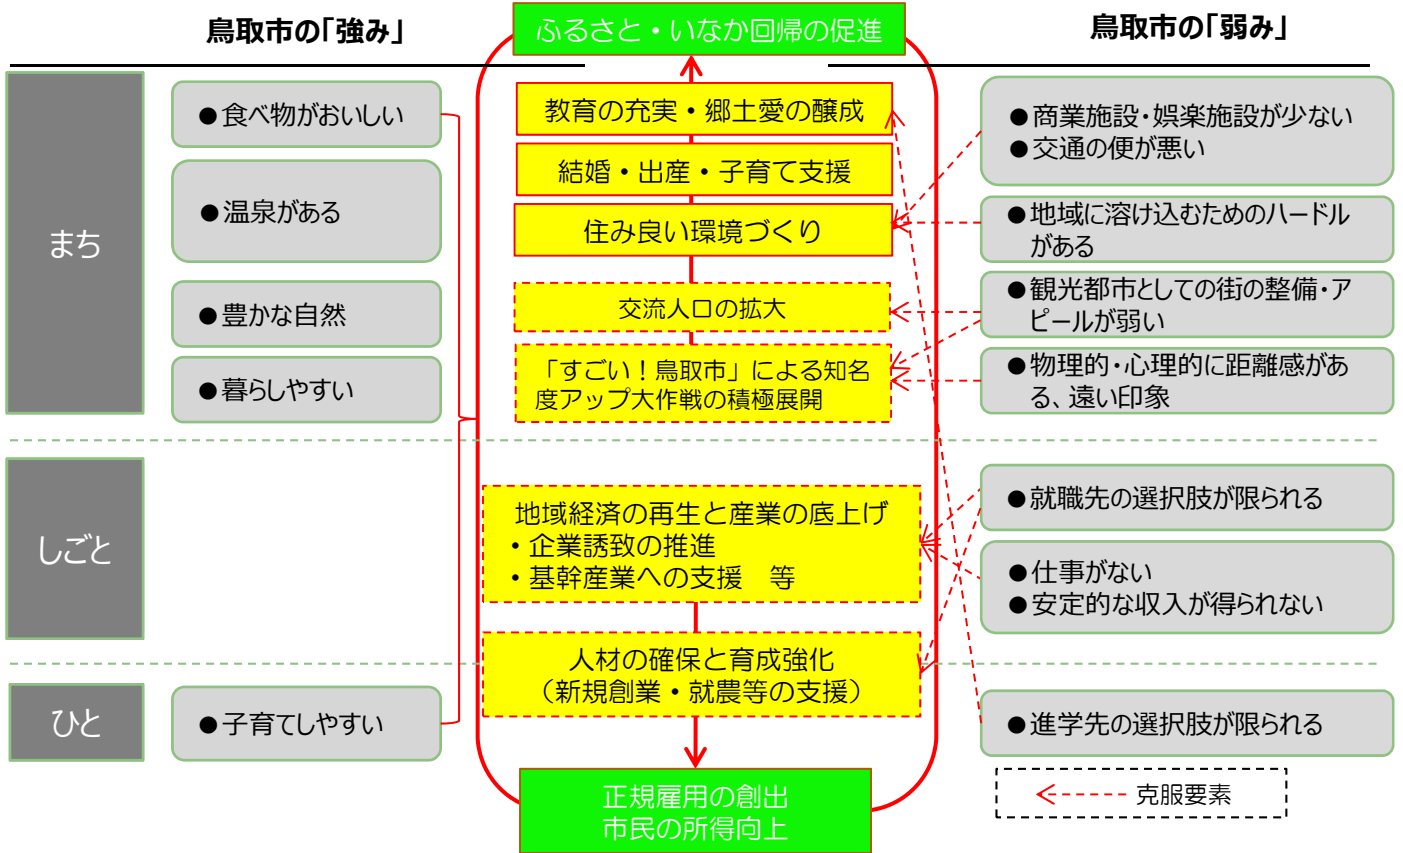 鳥取市の｢強み｣
ふるさと・いなか回帰の促進
鳥取市の｢弱み｣
まち
●食べ物がおいしい
●温泉がある
●豊かな自然
●暮らしやすい
教育の充実・郷土愛の醸成
結婚・出産・子育て支援
住み良い環境づくり
交流人口の拡大
「すごい！鳥取市」による知名
度アップ大作戦の積極展開
●商業施設・娯楽施設が少ない
●交通の便が悪い
●地域に溶け込むためのハードル
がある
●観光都市としての街の整備・ア
ピールが弱い
●物理的・心理的に距離感があ
る、遠い印象
しごと
地域経済の再生と産業の底上げ
・企業誘致の推進
・基幹産業への支援　等
●就職先の選択肢が限られる
●仕事がない
●安定的な収入が得られない
人材の確保と育成強化
（新規創業・就農等の支援）
ひと
●子育てしやすい
●進学先の選択肢が限られる
正規雇用の創出
市民の所得向上
克服要素